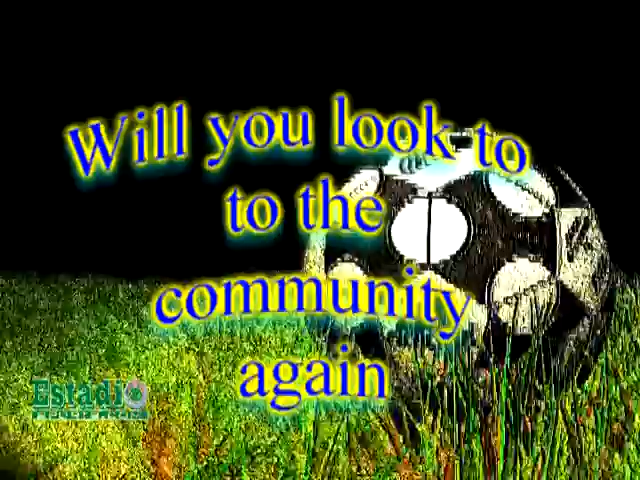 Will you look to
to the
community
again
Estadio